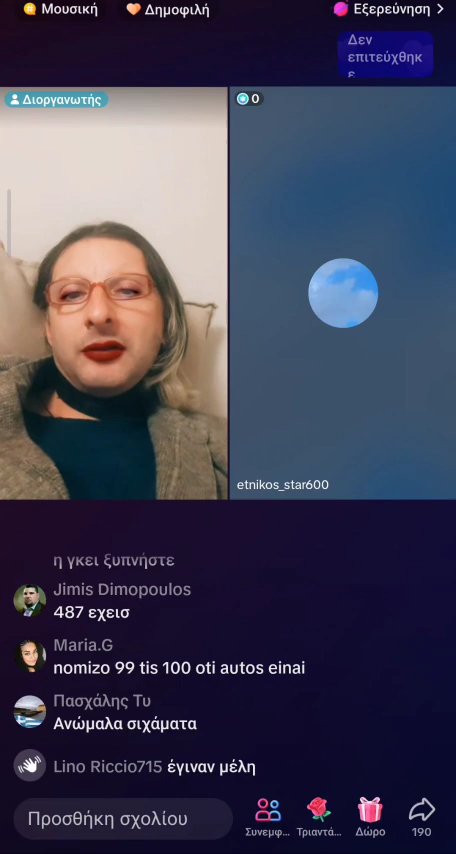 Μουσική
Δημοφιλή
Εξερεύνηση
Δεν
επιτεύχθηκ
ε
Διοργανωτής
0
etnikos_star600
η γκει ξυπνήστε
Jimis Dimopoulos
487 εχεισ
Maria.G
nomizo 99 tis 100 oti autos einai
Πασχάλης Τυ
Ανώμαλα σιχάματα
Lino Riccio715 έγιναν μέλη
Προσθήκη σχολίου
Συνεμφ...
Τριαντά...
Δώρο
190